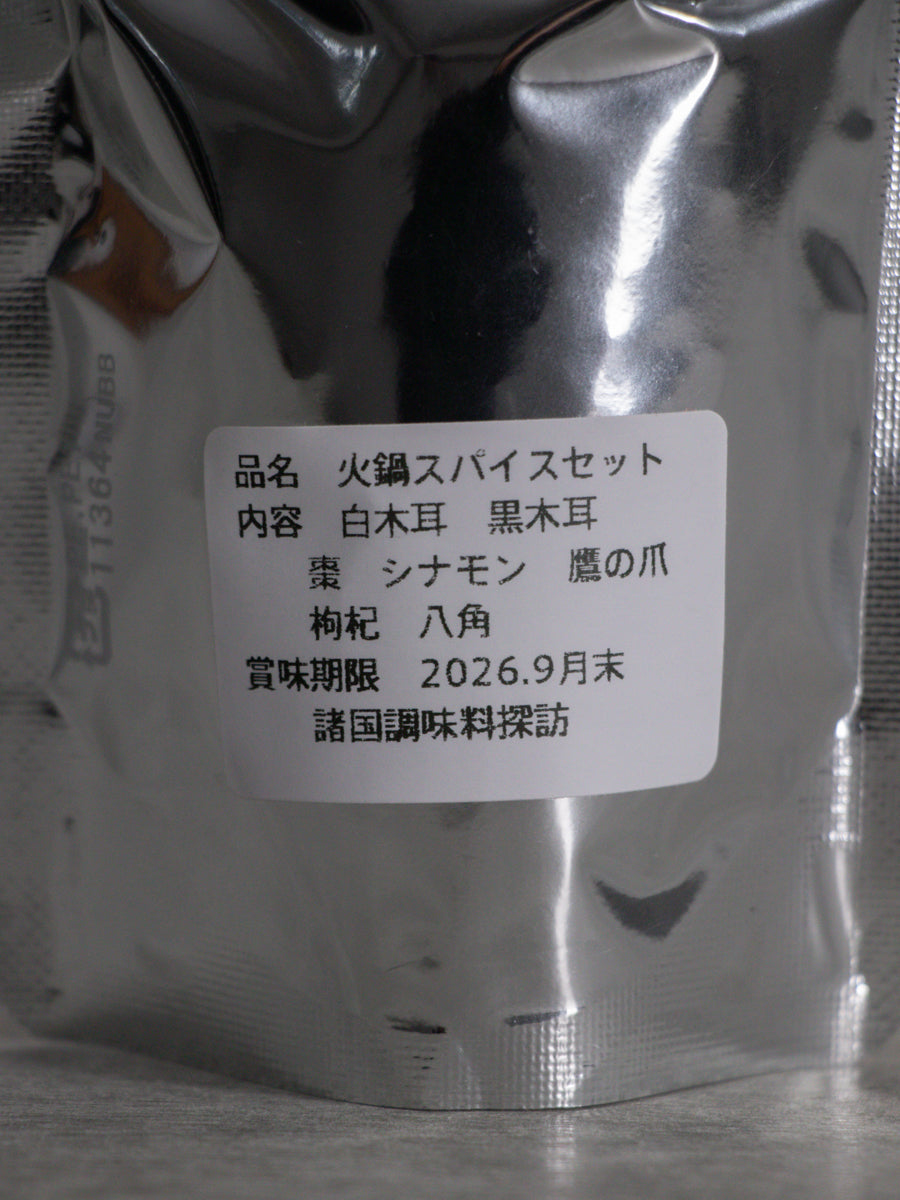 品名　火鍋スパイスセット
内容　白木耳　黒木耳
棗　シナモン　鷹の爪
枸杞　八角
賞味期限　2026.9月末
諸国調味料探訪